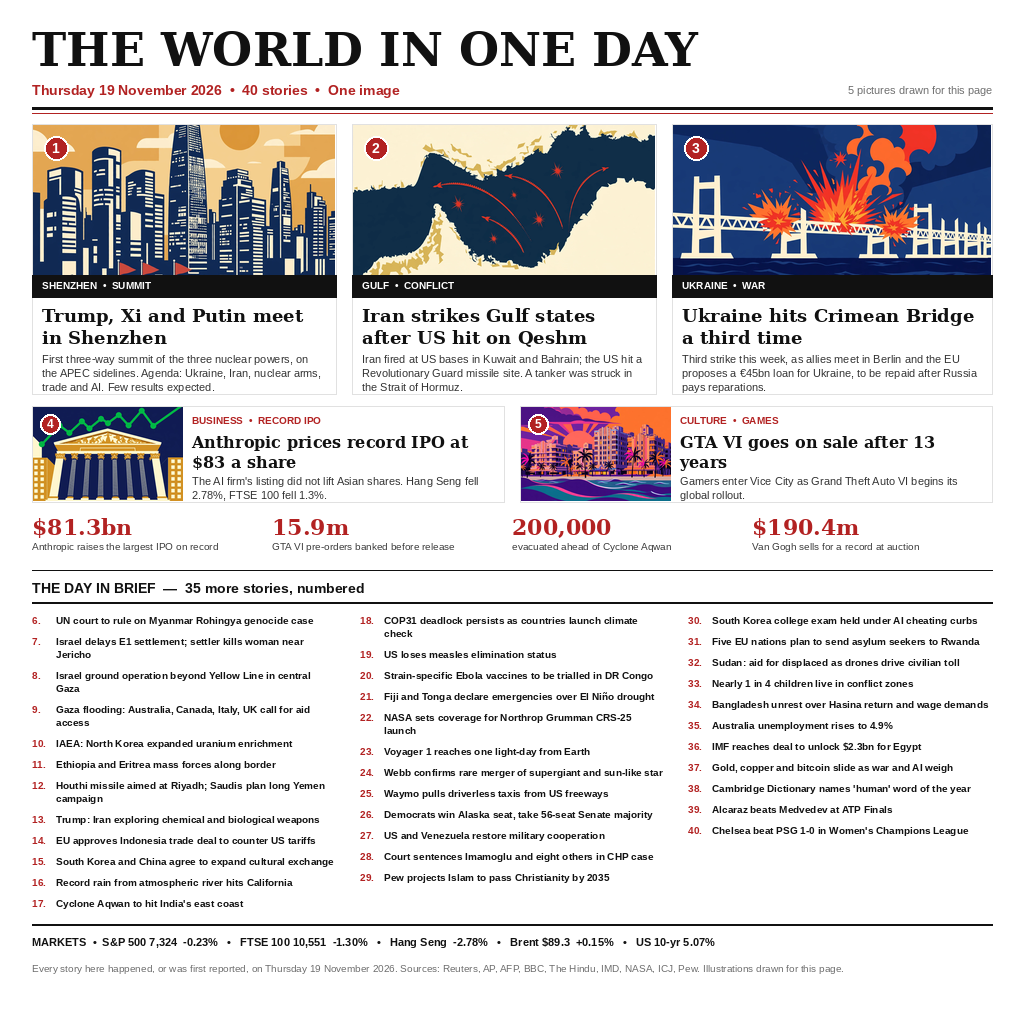 THE WORLD IN ONE DAY
Thursday 19 November 2026 • 40 stories • One image
5 pictures drawn for this page
1
SHENZHEN • SUMMIT
Trump, Xi and Putin meet
in Shenzhen
First three-way summit of the three nuclear powers, on
the APEC sidelines. Agenda: Ukraine, Iran, nuclear arms,
trade and AI. Few results expected.
2
GULF • CONFLICT
Iran strikes Gulf states
after US hit on Qeshm
Iran fired at US bases in Kuwait and Bahrain; the US hit a
Revolutionary Guard missile site. A tanker was struck in
the Strait of Hormuz.
3
UKRAINE • WAR
Ukraine hits Crimean Bridge
a third time
Third strike this week, as allies meet in Berlin and the EU
proposes a €45bn loan for Ukraine, to be repaid after Russia
pays reparations.
4
BUSINESS • RECORD IPO
Anthropic prices record IPO at
$83 a share
The AI firm's listing did not lift Asian shares. Hang Seng fell
2.78%, FTSE 100 fell 1.3%.
5
CULTURE • GAMES
GTA VI goes on sale after 13
years
Gamers enter Vice City as Grand Theft Auto VI begins its
global rollout.
$81.3bn
Anthropic raises the largest IPO on record
15.9m
GTA VI pre-orders banked before release
200,000
evacuated ahead of Cyclone Aqwan
$190.4m
Van Gogh sells for a record at auction
THE DAY IN BRIEF — 35 more stories, numbered
6. UN court to rule on Myanmar Rohingya genocide case
7. Israel delays E1 settlement; settler kills woman near
Jericho
8. Israel ground operation beyond Yellow Line in central
Gaza
9. Gaza flooding: Australia, Canada, Italy, UK call for aid
access
10. IAEA: North Korea expanded uranium enrichment
11. Ethiopia and Eritrea mass forces along border
12. Houthi missile aimed at Riyadh; Saudis plan long Yemen
campaign
13. Trump: Iran exploring chemical and biological weapons
14. EU approves Indonesia trade deal to counter US tariffs
15. South Korea and China agree to expand cultural exchange
16. Record rain from atmospheric river hits California
17. Cyclone Aqwan to hit India's east coast
18. COP31 deadlock persists as countries launch climate
check
19. US loses measles elimination status
20. Strain-specific Ebola vaccines to be trialled in DR Congo
21. Fiji and Tonga declare emergencies over El Niño drought
22. NASA sets coverage for Northrop Grumman CRS-25
launch
23. Voyager 1 reaches one light-day from Earth
24. Webb confirms rare merger of supergiant and sun-like star
25. Waymo pulls driverless taxis from US freeways
26. Democrats win Alaska seat, take 56-seat Senate majority
27. US and Venezuela restore military cooperation
28. Court sentences Imamoglu and eight others in CHP case
29. Pew projects Islam to pass Christianity by 2035
30. South Korea college exam held under AI cheating curbs
31. Five EU nations plan to send asylum seekers to Rwanda
32. Sudan: aid for displaced as drones drive civilian toll
33. Nearly 1 in 4 children live in conflict zones
34. Bangladesh unrest over Hasina return and wage demands
35. Australia unemployment rises to 4.9%
36. IMF reaches deal to unlock $2.3bn for Egypt
37. Gold, copper and bitcoin slide as war and AI weigh
38. Cambridge Dictionary names 'human' word of the year
39. Alcaraz beats Medvedev at ATP Finals
40. Chelsea beat PSG 1-0 in Women's Champions League
MARKETS • S&P 500 7,324 -0.23% • FTSE 100 10,551 -1.30% • Hang Seng -2.78% • Brent $89.3 +0.15% • US 10-yr 5.07%
Every story here happened, or was first reported, on Thursday 19 November 2026. Sources: Reuters, AP, AFP, BBC, The Hindu, IMD, NASA, ICJ, Pew. Illustrations drawn for this page.